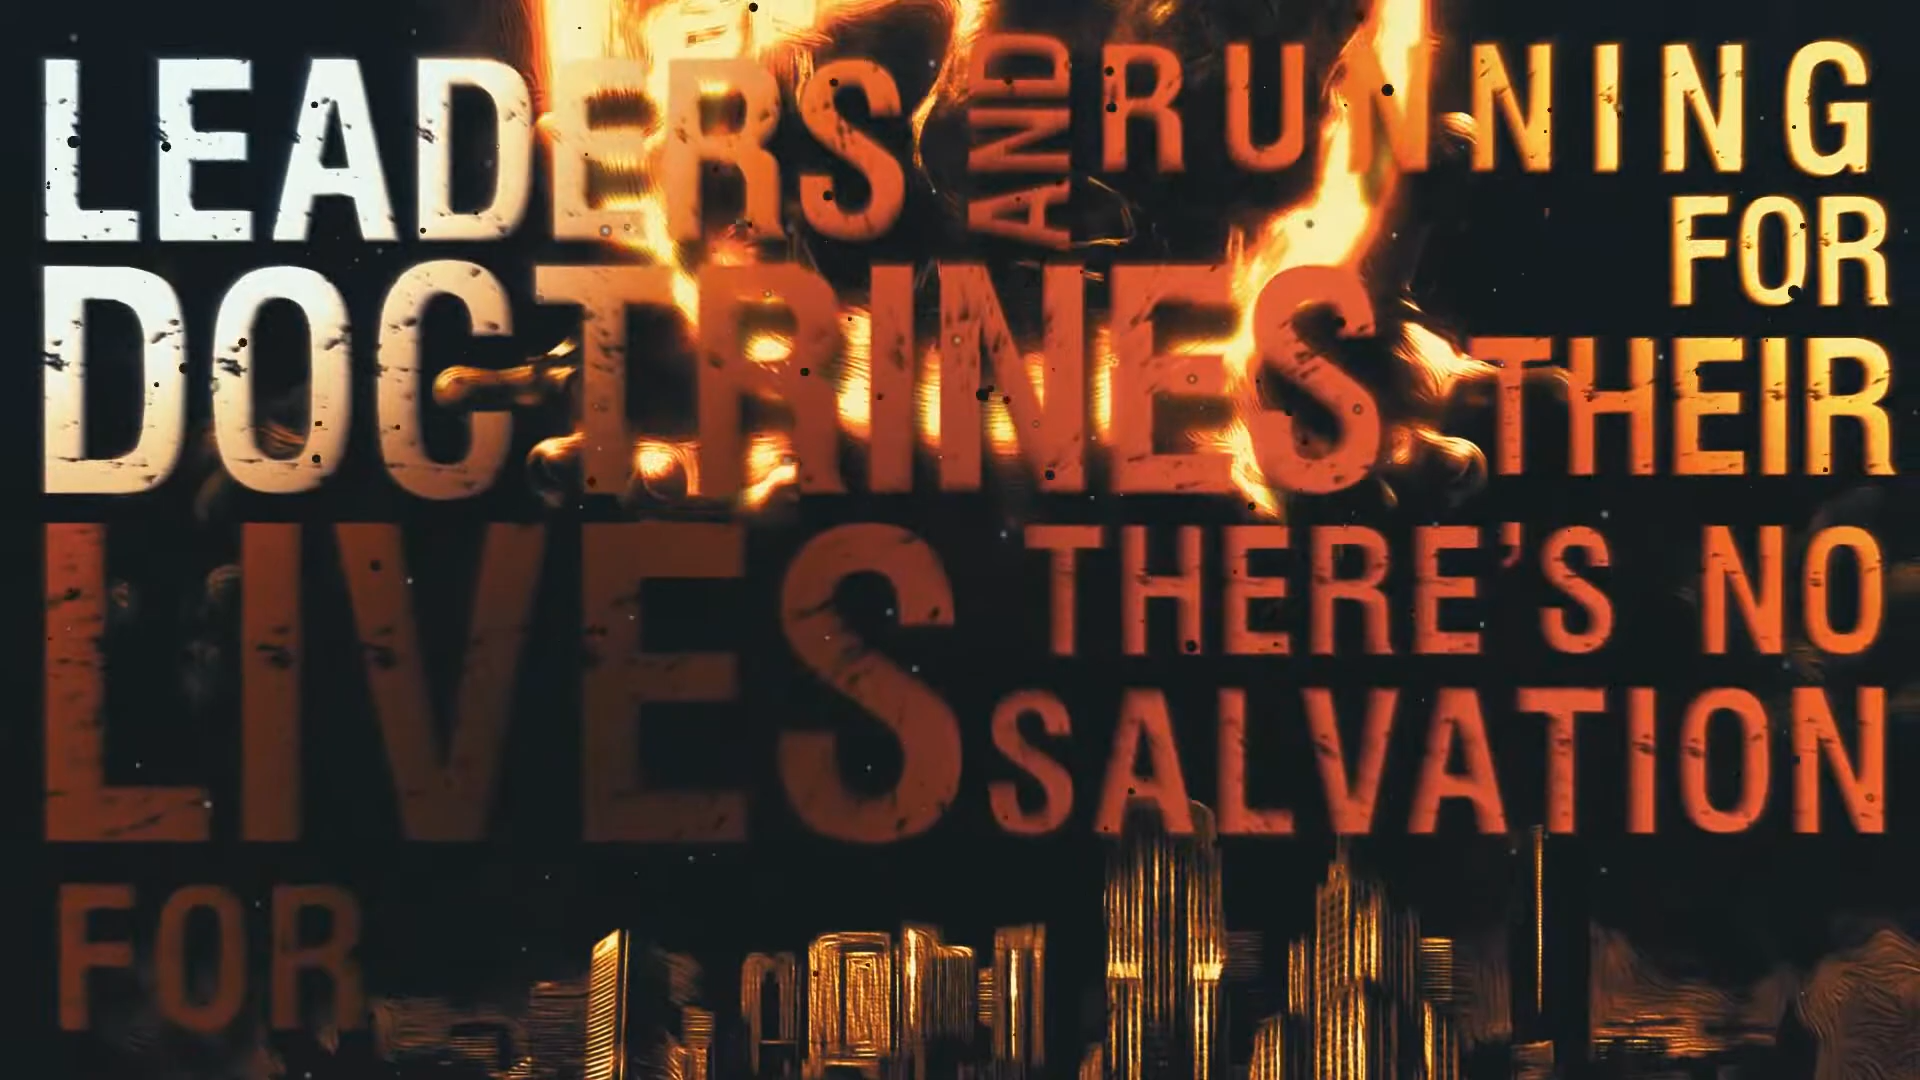 LEADERS AND RUNNING
FOR
DOCTRINES THEIR
LIVES THERE'S NO
SALVATION
FOR